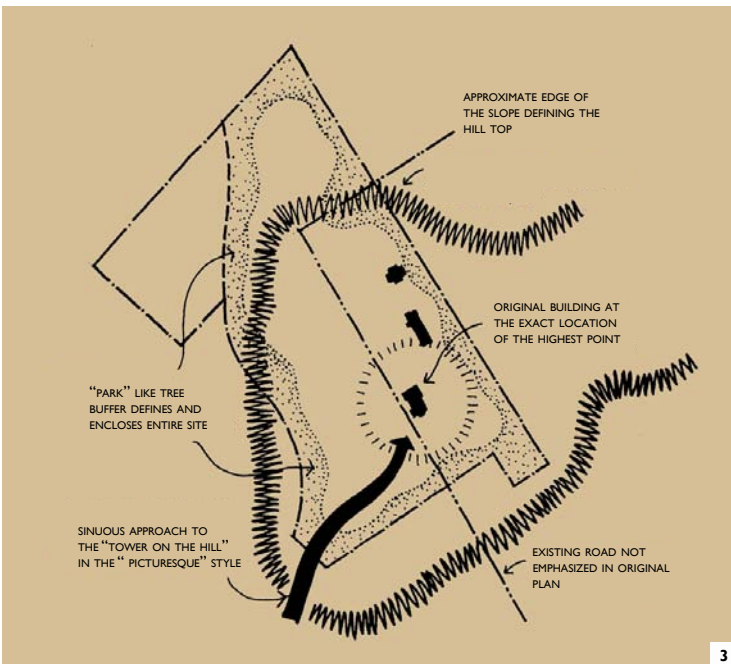 APPROXIMATE EDGE OF
THE SLOPE DEFINING THE
HILL TOP
ORIGINAL BUILDING AT
THE EXACT LOCATION
OF THE HIGHEST POINT
“PARK” LIKE TREE
BUFFER DEFINES AND
ENCLOSES ENTIRE SITE
SINUOUS APPROACH TO
THE “TOWER ON THE HILL”
IN THE “ PICTURESQUE” STYLE
EXISTING ROAD NOT
EMPHASIZED IN ORIGINAL
PLAN
3